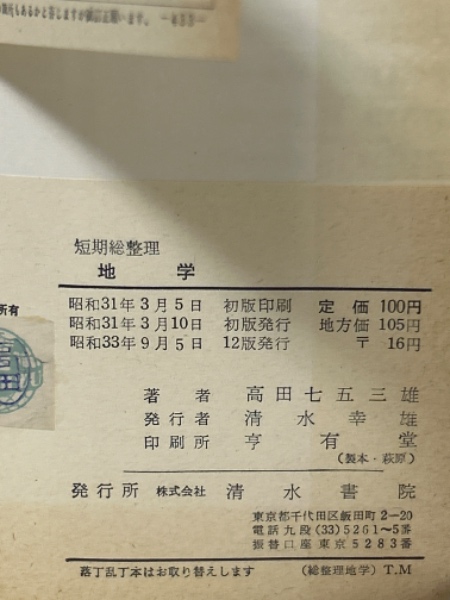 短期総整理
地 学
昭和31年3月5日 初版印刷 定価 100円
昭和31年3月10日 初版発行 地方価 105円
昭和33年9月5日 12版発行 〒 16円
所有
著者 高田七五三雄
発行者 清水幸雄
印刷所 亨有堂
(製本・萩原)
発行所 株式会社 清水書院
東京都千代田区飯田町2-20
電話九段(33)5261〜5番
振替口座東京5283番
落丁乱丁本はお取り替えします (総整理地学) T.M